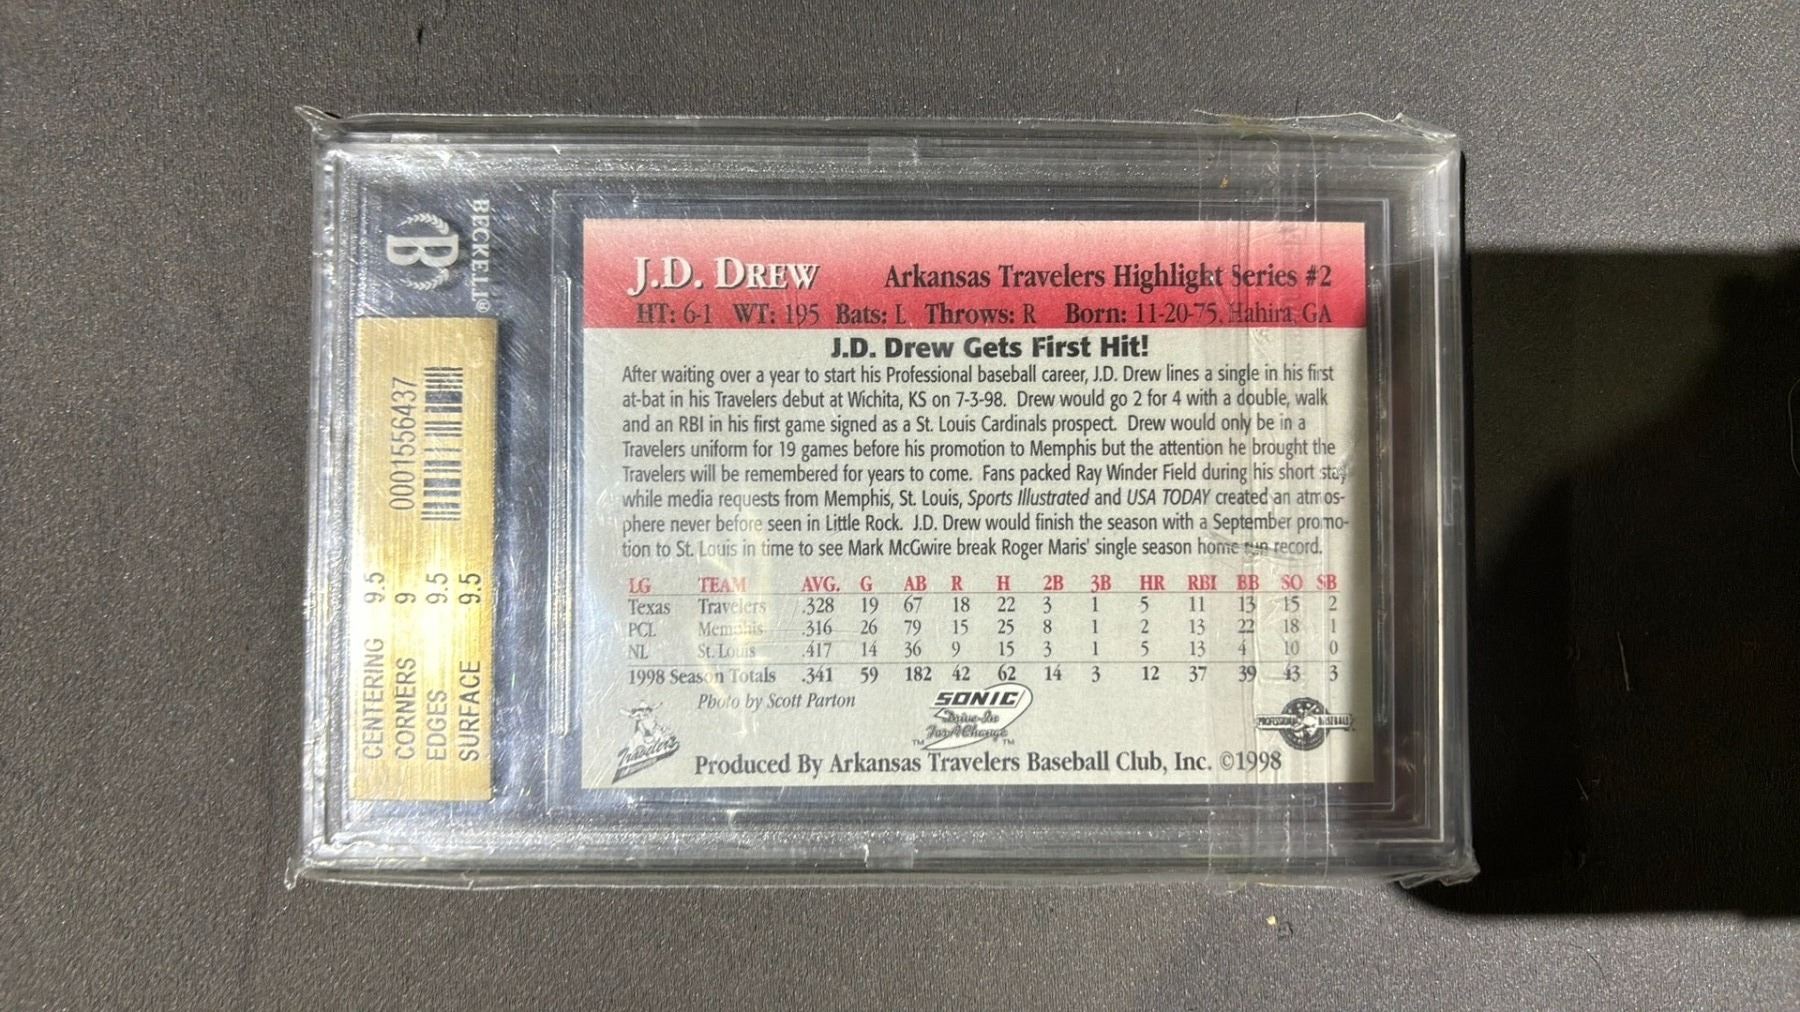 BECKETT®
B
0001556437
CENTERING 9.5
CORNERS 9
EDGES 9.5
SURFACE 9.5
J.D. DREW Arkansas Travelers Highlight Series #2
HT: 6-1 WT: 195 Bats: L Throws: R Born: 11-20-75, Hahira, GA
J.D. Drew Gets First Hit!
After waiting over a year to start his Professional baseball career, J.D. Drew lines a single in his first
at-bat in his Travelers debut at Wichita, KS on 7-3-98. Drew would go 2 for 4 with a double, walk
and an RBI in his first game signed as a St. Louis Cardinals prospect. Drew would only be in a
Travelers uniform for 19 games before his promotion to Memphis but the attention he brought the
Travelers will be remembered for years to come. Fans packed Ray Winder Field during his short stay
while media requests from Memphis, St. Louis, Sports Illustrated and USA TODAY created an atmos-
phere never before seen in Little Rock. J.D. Drew would finish the season with a September promo-
tion to St. Louis in time to see Mark McGwire break Roger Maris' single season home run record.
LG TEAM AVG. G AB R H 2B 3B HR RBI BB SO SB
Texas Travelers .328 19 67 18 22 3 1 5 11 13 15 2
PCL Memphis .316 26 79 15 25 8 1 2 13 22 18 1
NL St. Louis .417 14 36 9 15 3 1 5 13 4 10 0
1998 Season Totals .341 59 182 42 62 14 3 12 37 39 43 3
Photo by Scott Parton
SONIC
Drive-In
For A Change
TM TM
PROFESSIONAL BASEBALL
Travelers
Produced By Arkansas Travelers Baseball Club, Inc. ©1998